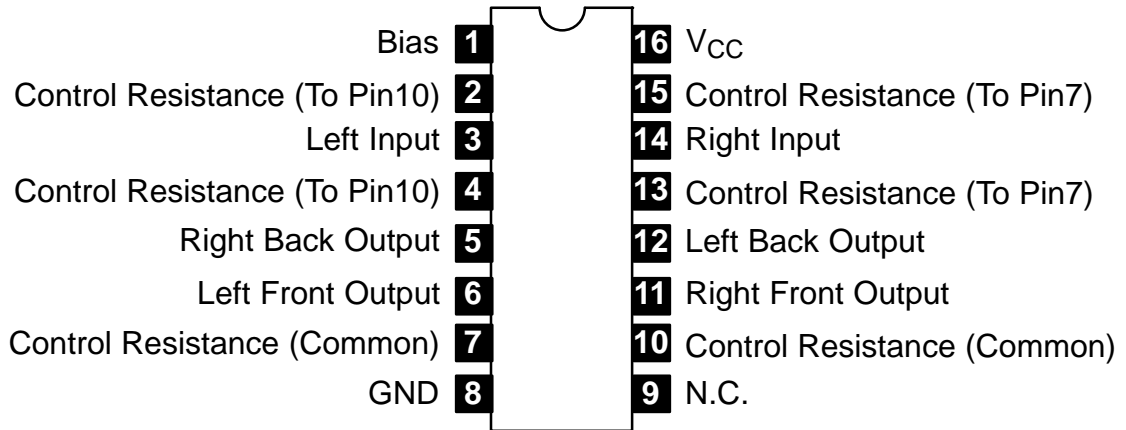 Bias 1 16 VCC
Control Resistance (To Pin10) 2 15 Control Resistance (To Pin7)
Left Input 3 14 Right Input
Control Resistance (To Pin10) 4 13 Control Resistance (To Pin7)
Right Back Output 5 12 Left Back Output
Left Front Output 6 11 Right Front Output
Control Resistance (Common) 7 10 Control Resistance (Common)
GND 8 9 N.C.